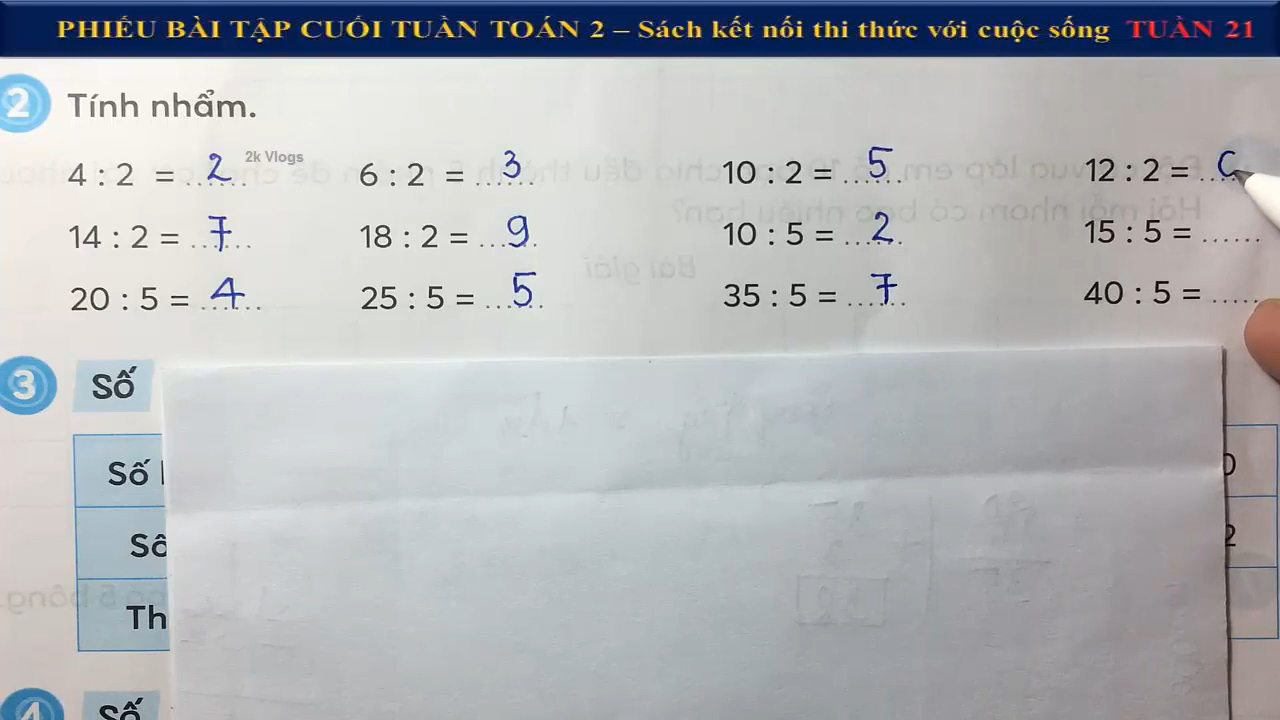 PHIẾU BÀI TẬP CUỐI TUẦN TOÁN 2 – Sách kết nối thi thức với cuộc sống TUẦN 21
2 Tính nhẩm.
2k Vlogs
4 : 2 = 2 6 : 2 = 3 10 : 2 = 5 12 : 2 = ......
14 : 2 = 7 18 : 2 = 9 10 : 5 = 2 15 : 5 = ......
20 : 5 = 4 25 : 5 = 5 35 : 5 = 7 40 : 5 = ......
3 Số
Số
Số
Th
4 Số